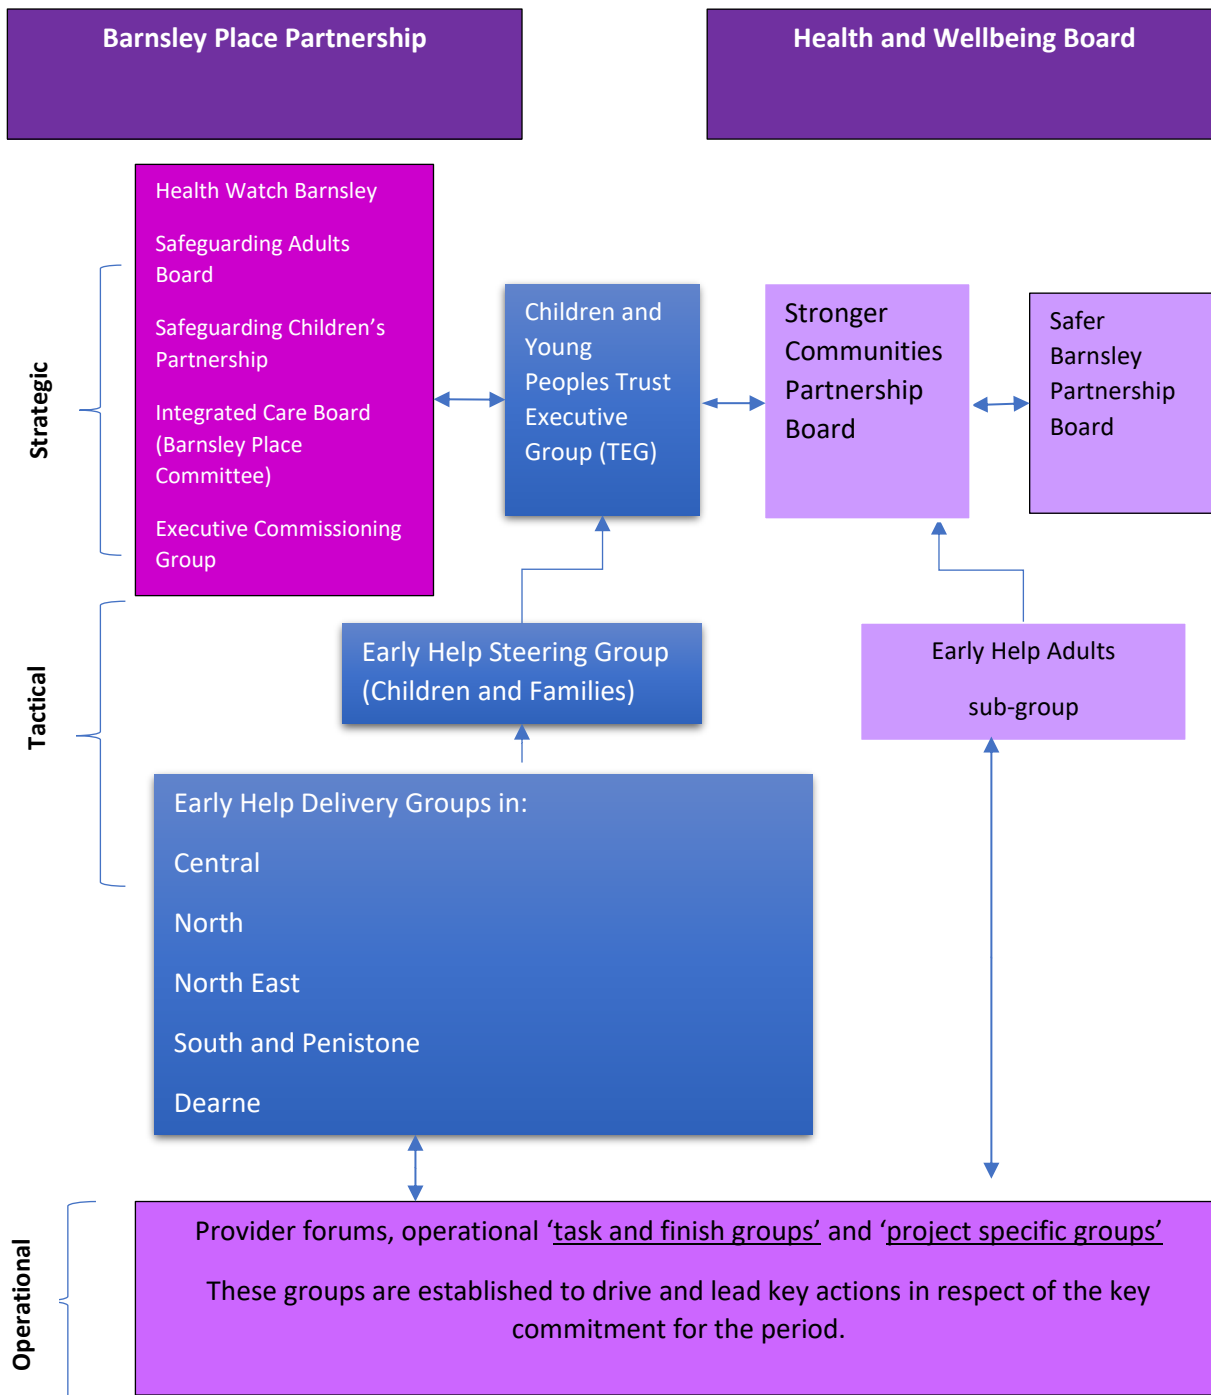 Barnsley Place Partnership
Health and Wellbeing Board
Strategic
Health Watch Barnsley
Safeguarding Adults
Board
Safeguarding Children’s
Partnership
Integrated Care Board
(Barnsley Place
Committee)
Executive Commissioning
Group
Children and
Young
Peoples Trust
Executive
Group (TEG)
Stronger
Communities
Partnership
Board
Safer
Barnsley
Partnership
Board
Tactical
Early Help Steering Group
(Children and Families)
Early Help Adults
sub-group
Early Help Delivery Groups in:
Central
North
North East
South and Penistone
Dearne
Operational
Provider forums, operational ‘task and finish groups’ and ‘project specific groups’
These groups are established to drive and lead key actions in respect of the key
commitment for the period.